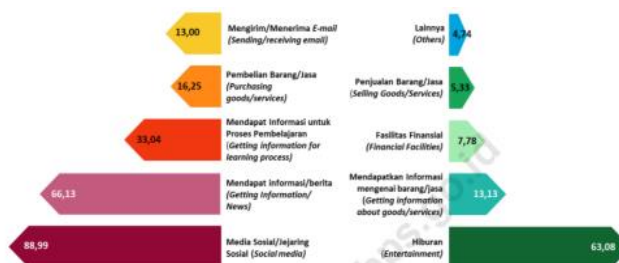 13,00
Mengirim/Menerima E-mail
(Sending/receiving email)
4,74
Lainnya
(Others)
16,25
Pembelian Barang/Jasa
(Purchasing
goods/services)
Penjualan Barang/Jasa
(Selling Goods/Services)
5,33
33,04
Mendapat Informasi untuk
Proses Pembelajaran
(Getting information for
learning process)
Fasilitas Finansial
(Financial Facilities)
7,78
66,13
Mendapat informasi/berita
(Getting Information/
News)
Mendapatkan Informasi
mengenai barang/jasa
(Getting information
about goods/services)
13,13
88,99
Media Sosial/Jejaring
Sosial (Social media)
Hiburan
(Entertainment)
63,08
bps.go.id